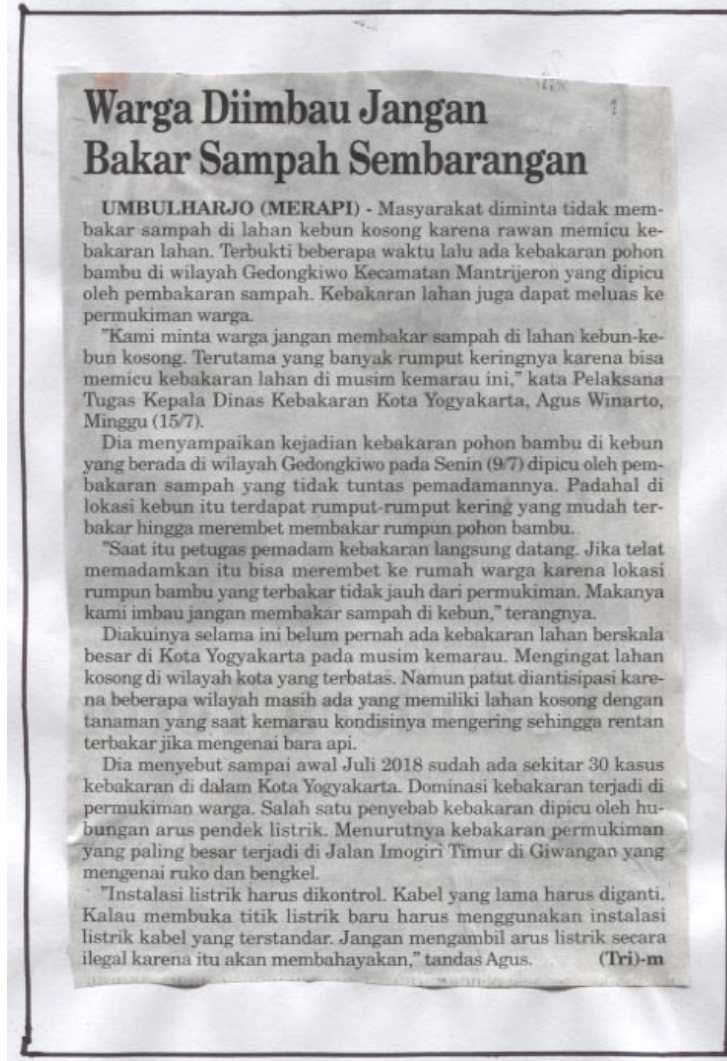 Warga Diimbau Jangan
Bakar Sampah Sembarangan
UMBULHARJO (MERAPI) - Masyarakat diminta tidak mem-
bakar sampah di lahan kebun kosong karena rawan memicu ke-
bakaran lahan. Terbukti beberapa waktu lalu ada kebakaran pohon
bambu di wilayah Gedongkiwo Kecamatan Mantrijeron yang dipicu
oleh pembakaran sampah. Kebakaran lahan juga dapat meluas ke
permukiman warga.
"Kami minta warga jangan membakar sampah di lahan kebun-ke-
bun kosong. Terutama yang banyak rumput keringnya karena bisa
memicu kebakaran lahan di musim kemarau ini," kata Pelaksana
Tugas Kepala Dinas Kebakaran Kota Yogyakarta, Agus Winarto,
Minggu (15/7).
Dia menyampaikan kejadian kebakaran pohon bambu di kebun
yang berada di wilayah Gedongkiwo pada Senin (9/7) dipicu oleh pem-
bakaran sampah yang tidak tuntas pemadamannya. Padahal di
lokasi kebun itu terdapat rumput-rumput kering yang mudah ter-
bakar hingga merembet membakar rumpun pohon bambu.
"Saat itu petugas pemadam kebakaran langsung datang. Jika telat
memadamkan itu bisa merembet ke rumah warga karena lokasi
rumpun bambu yang terbakar tidak jauh dari permukiman. Makanya
kami imbau jangan membakar sampah di kebun," terangnya.
Diakuinya selama ini belum pernah ada kebakaran lahan berskala
besar di Kota Yogyakarta pada musim kemarau. Mengingat lahan
kosong di wilayah kota yang terbatas. Namun patut diantisipasi kare-
na beberapa wilayah masih ada yang memiliki lahan kosong dengan
tanaman yang saat kemarau kondisinya mengering sehingga rentan
terbakar jika mengenai bara api.
Dia menyebut sampai awal Juli 2018 sudah ada sekitar 30 kasus
kebakaran di dalam Kota Yogyakarta. Dominasi kebakaran terjadi di
permukiman warga. Salah satu penyebab kebakaran dipicu oleh hu-
bungan arus pendek listrik. Menurutnya kebakaran permukiman
yang paling besar terjadi di Jalan Imogiri Timur di Giwangan yang
mengenai ruko dan bengkel.
"Instalasi listrik harus dikontrol. Kabel yang lama harus diganti.
Kalau membuka titik listrik baru harus menggunakan instalasi
listrik kabel yang terstandar. Jangan mengambil arus listrik secara
ilegal karena itu akan membahayakan," tandas Agus. (Tri)-m